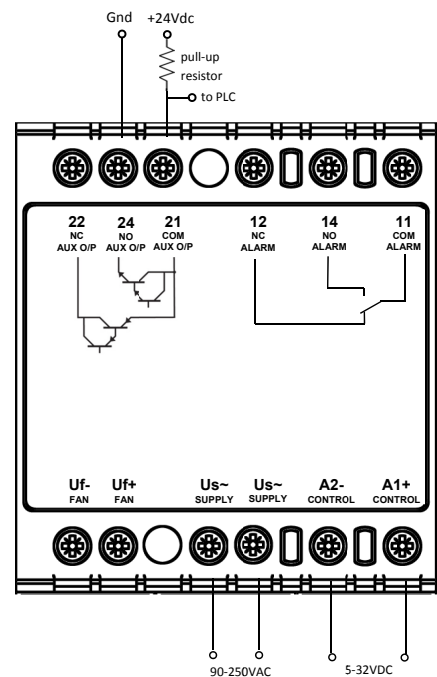 Gnd +24Vdc
pull-up
resistor
to PLC
22 24 21 12 14 11
NC NO COM NC NO COM
AUX O/P AUX O/P AUX O/P ALARM ALARM ALARM
Uf- Uf+ Us~ Us~ A2- A1+
FAN FAN SUPPLY SUPPLY CONTROL CONTROL
90-250VAC 5-32VDC